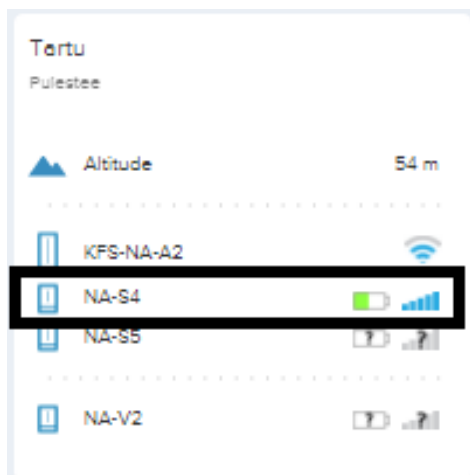 Tartu
Pulestee
Altitude 54 m
KFS-NA-A2
NA-S4
NA-S5 ? ?
NA-V2 ? ?